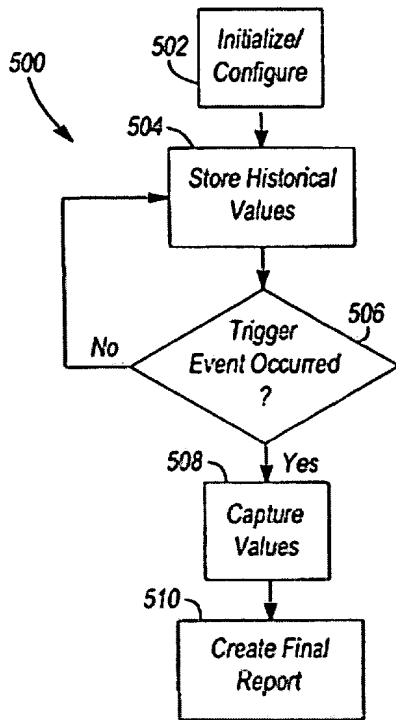 500
502
Initialize/
Configure
504
Store Historical
Values
506
Trigger
Event Occurred
?
No
Yes
508
Capture
Values
510
Create Final
Report